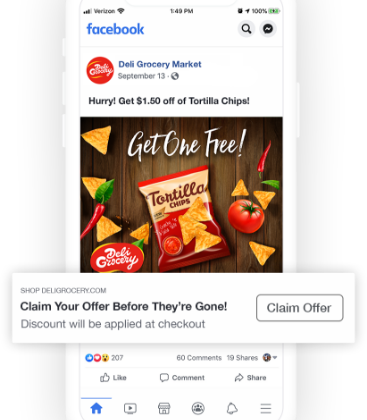 Verizon 1:49 PM 100%
facebook
Deli Grocery Market
September 13 ·
Hurry! Get $1.50 off of Tortilla Chips!
Get One Free!
Tortilla
CHIPS
Deli
Grocery
SHOP DELIGROCERY.COM
Claim Your Offer Before They're Gone!
Claim Offer
Discount will be applied at checkout
207 60 Comments 19 Shares
Like Comment Share